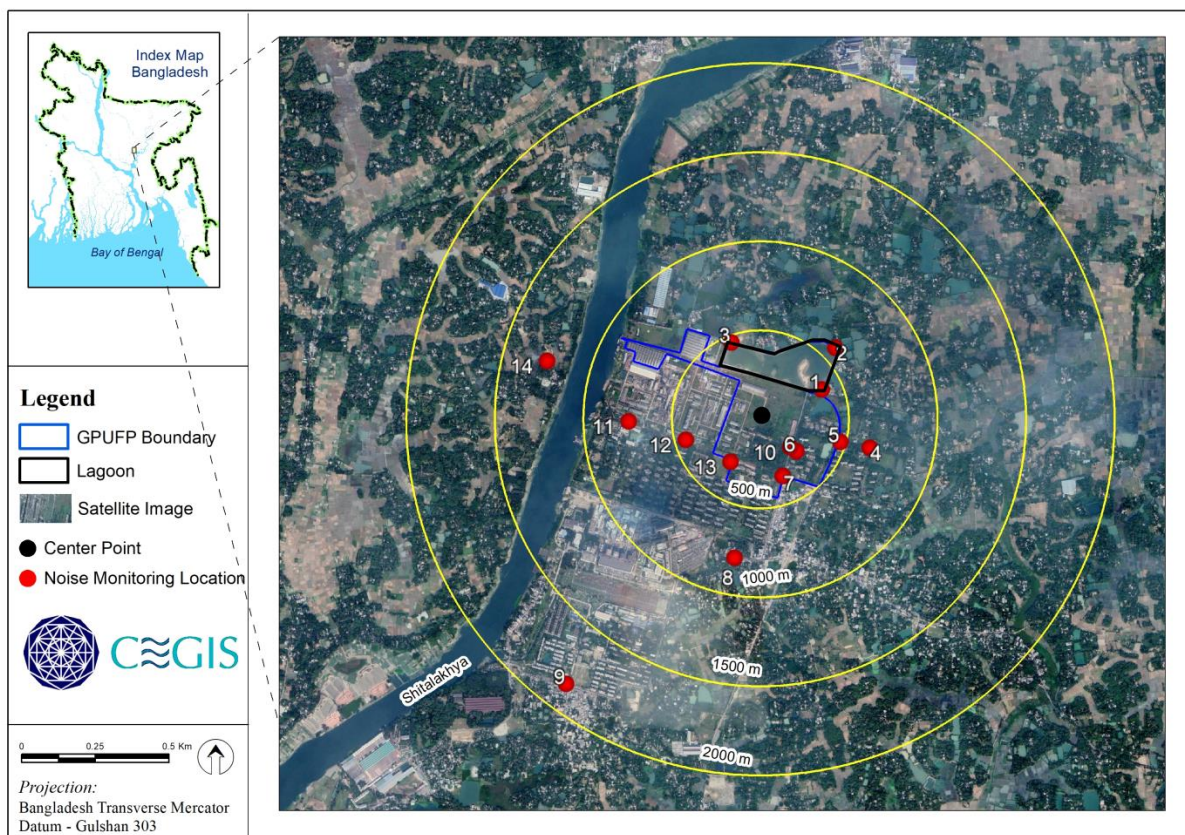 Index Map
Bangladesh
Bay of Bengal
Legend
GPUFP Boundary
Lagoon
Satellite Image
Center Point
Noise Monitoring Location
CEGIS
0 0.25 0.5 Km
Projection:
Bangladesh Transverse Mercator
Datum - Gulshan 303
3
2
14
1
11
12
10
6
5
4
13
7
500 m
8
1000 m
1500 m
9
Shitalakhya
2000 m